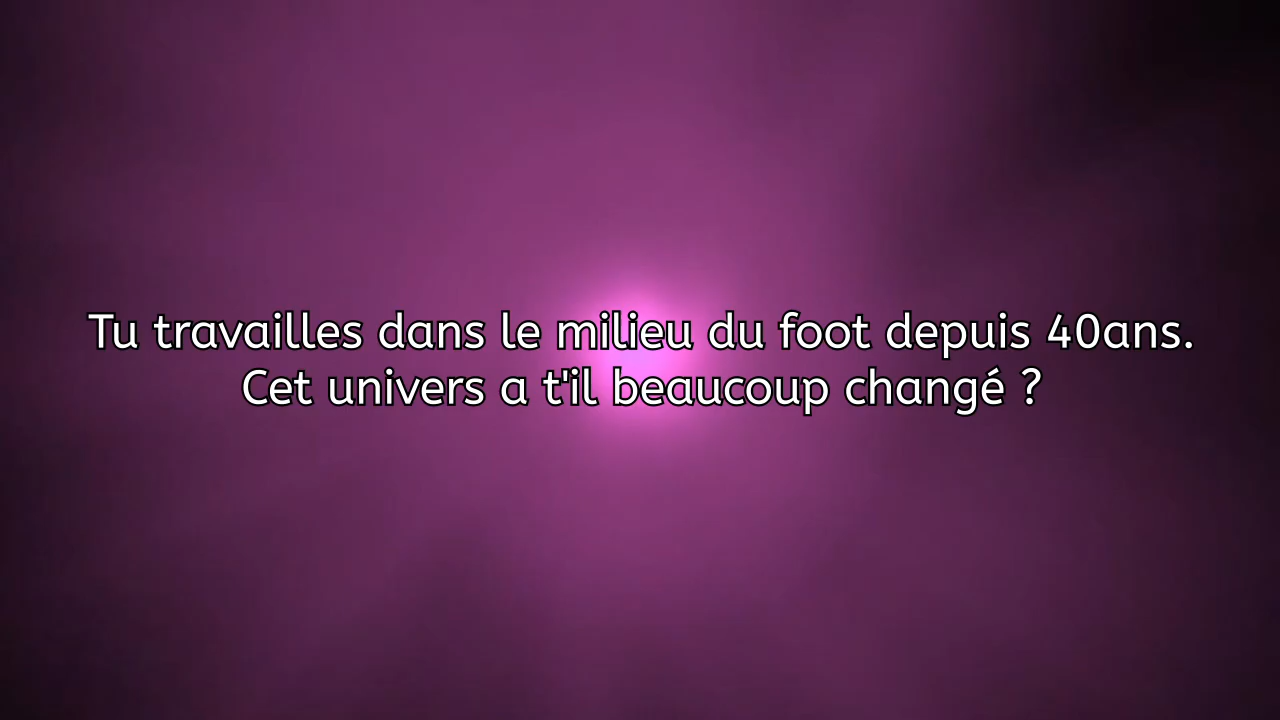 Tu travailles dans le milieu du foot depuis 40ans.
Cet univers a t'il beaucoup changé ?